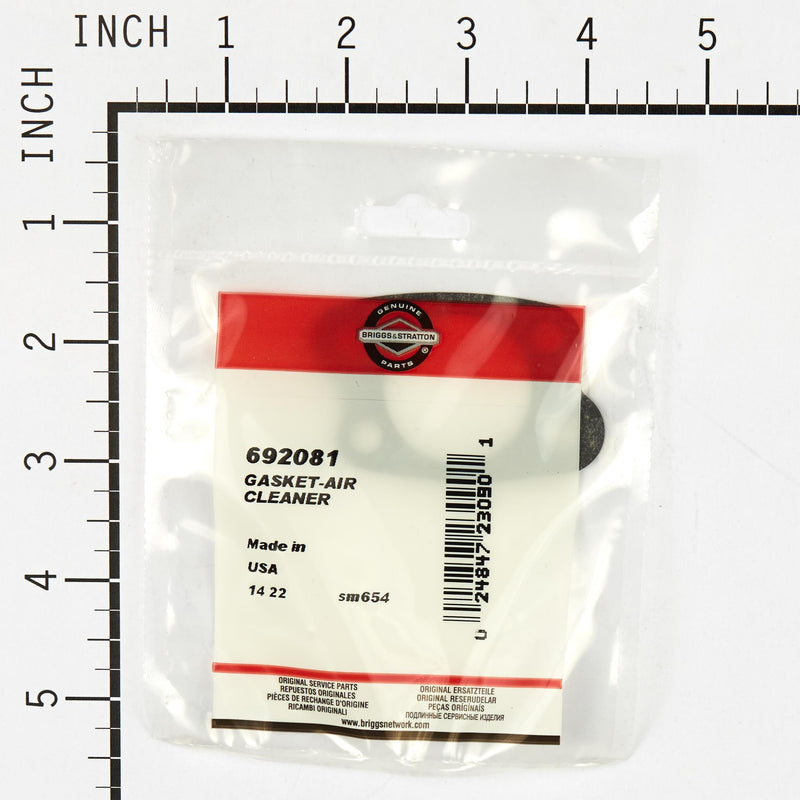 INCH 1 2 3 4 5
INCH
1
2
3
4
5
GENUINE
BRIGGS & STRATTON
®
PARTS
692081
GASKET-AIR
CLEANER
Made in
USA
14 22 sm654
0 24847 23090 1
ORIGINAL SERVICE PARTS
REPUESTOS ORIGINALES
PIÈCES DE RECHANGE D'ORIGINE
RICAMBI ORIGINALI
ORIGINAL ERSATZTEILE
ORIGINAL RESERVDELAR
PEÇAS ORIGINAIS
ПОДЛИННЫЕ СЕРВИСНЫЕ ИЗДЕЛИЯ
www.briggsnetwork.com